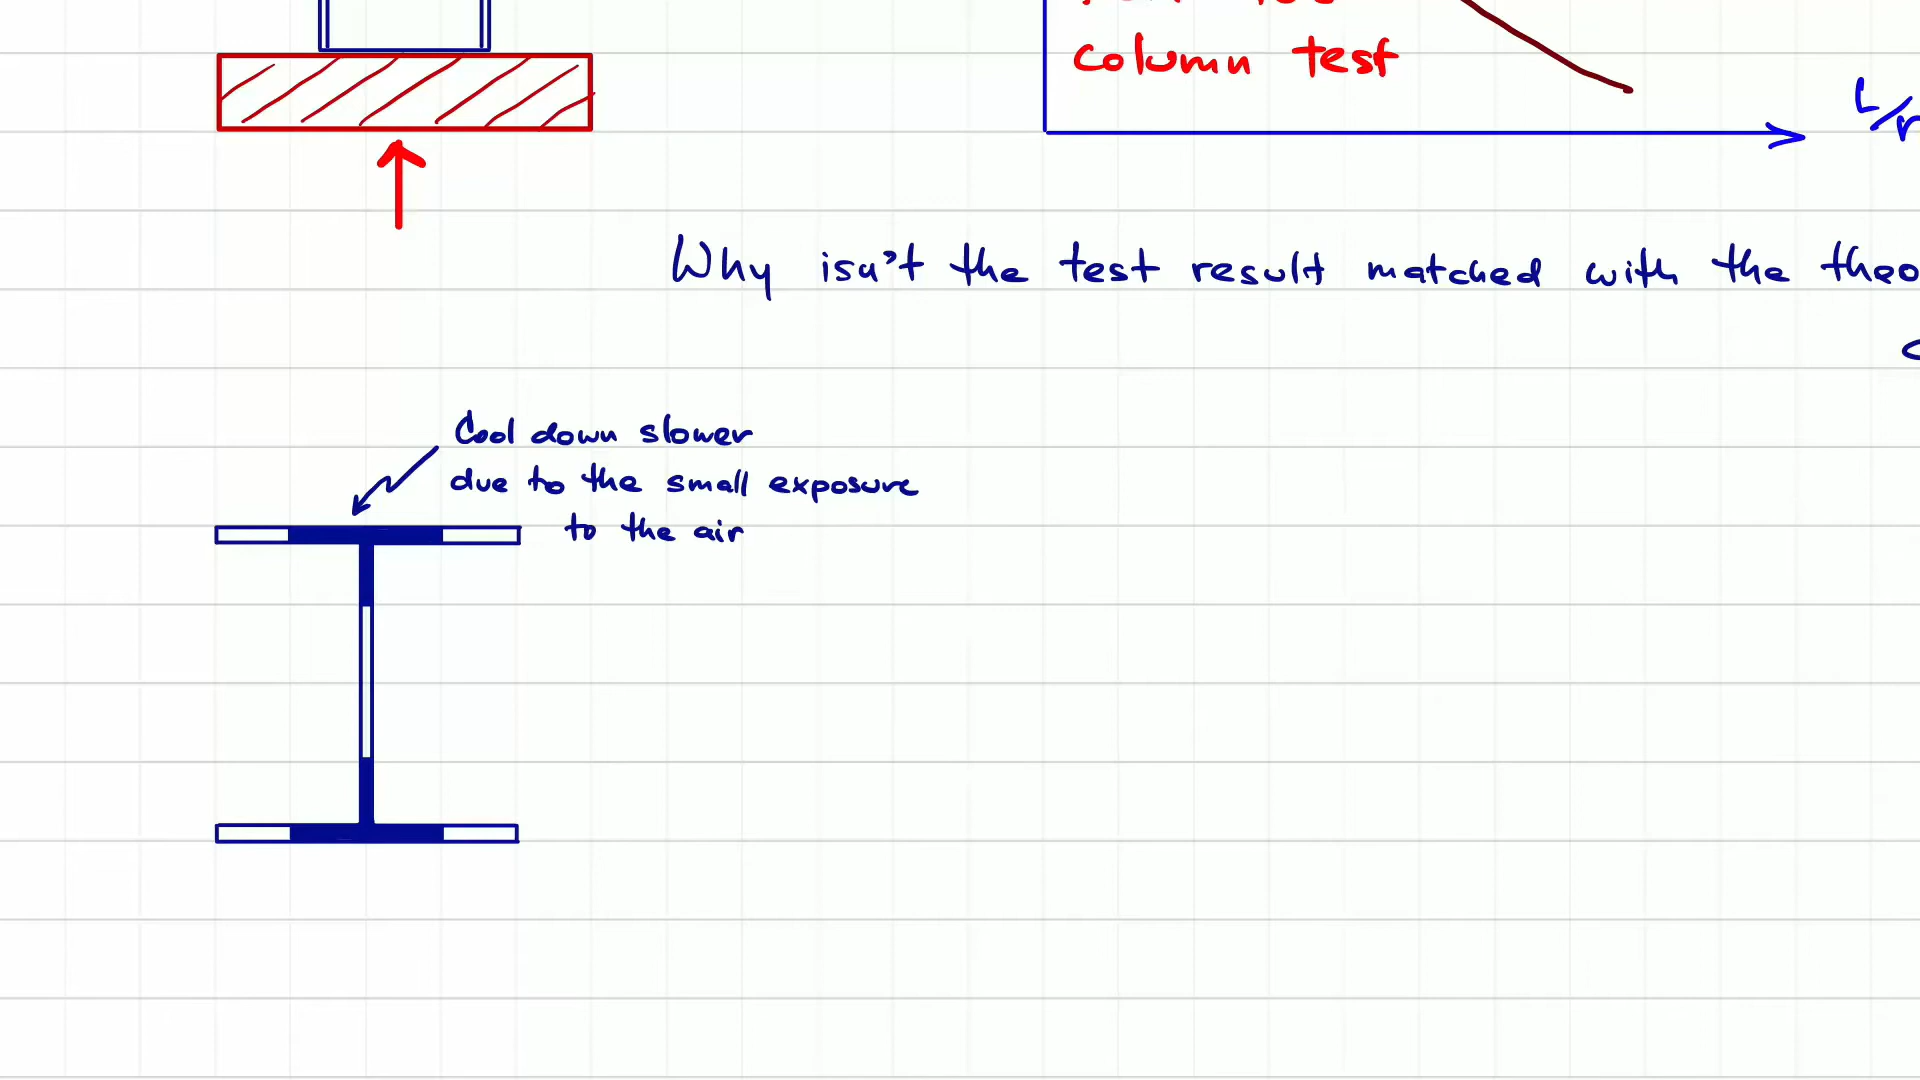 column test
L/r
Why isn't the test result matched with the
Cool down slower
due to the small exposure
to the air